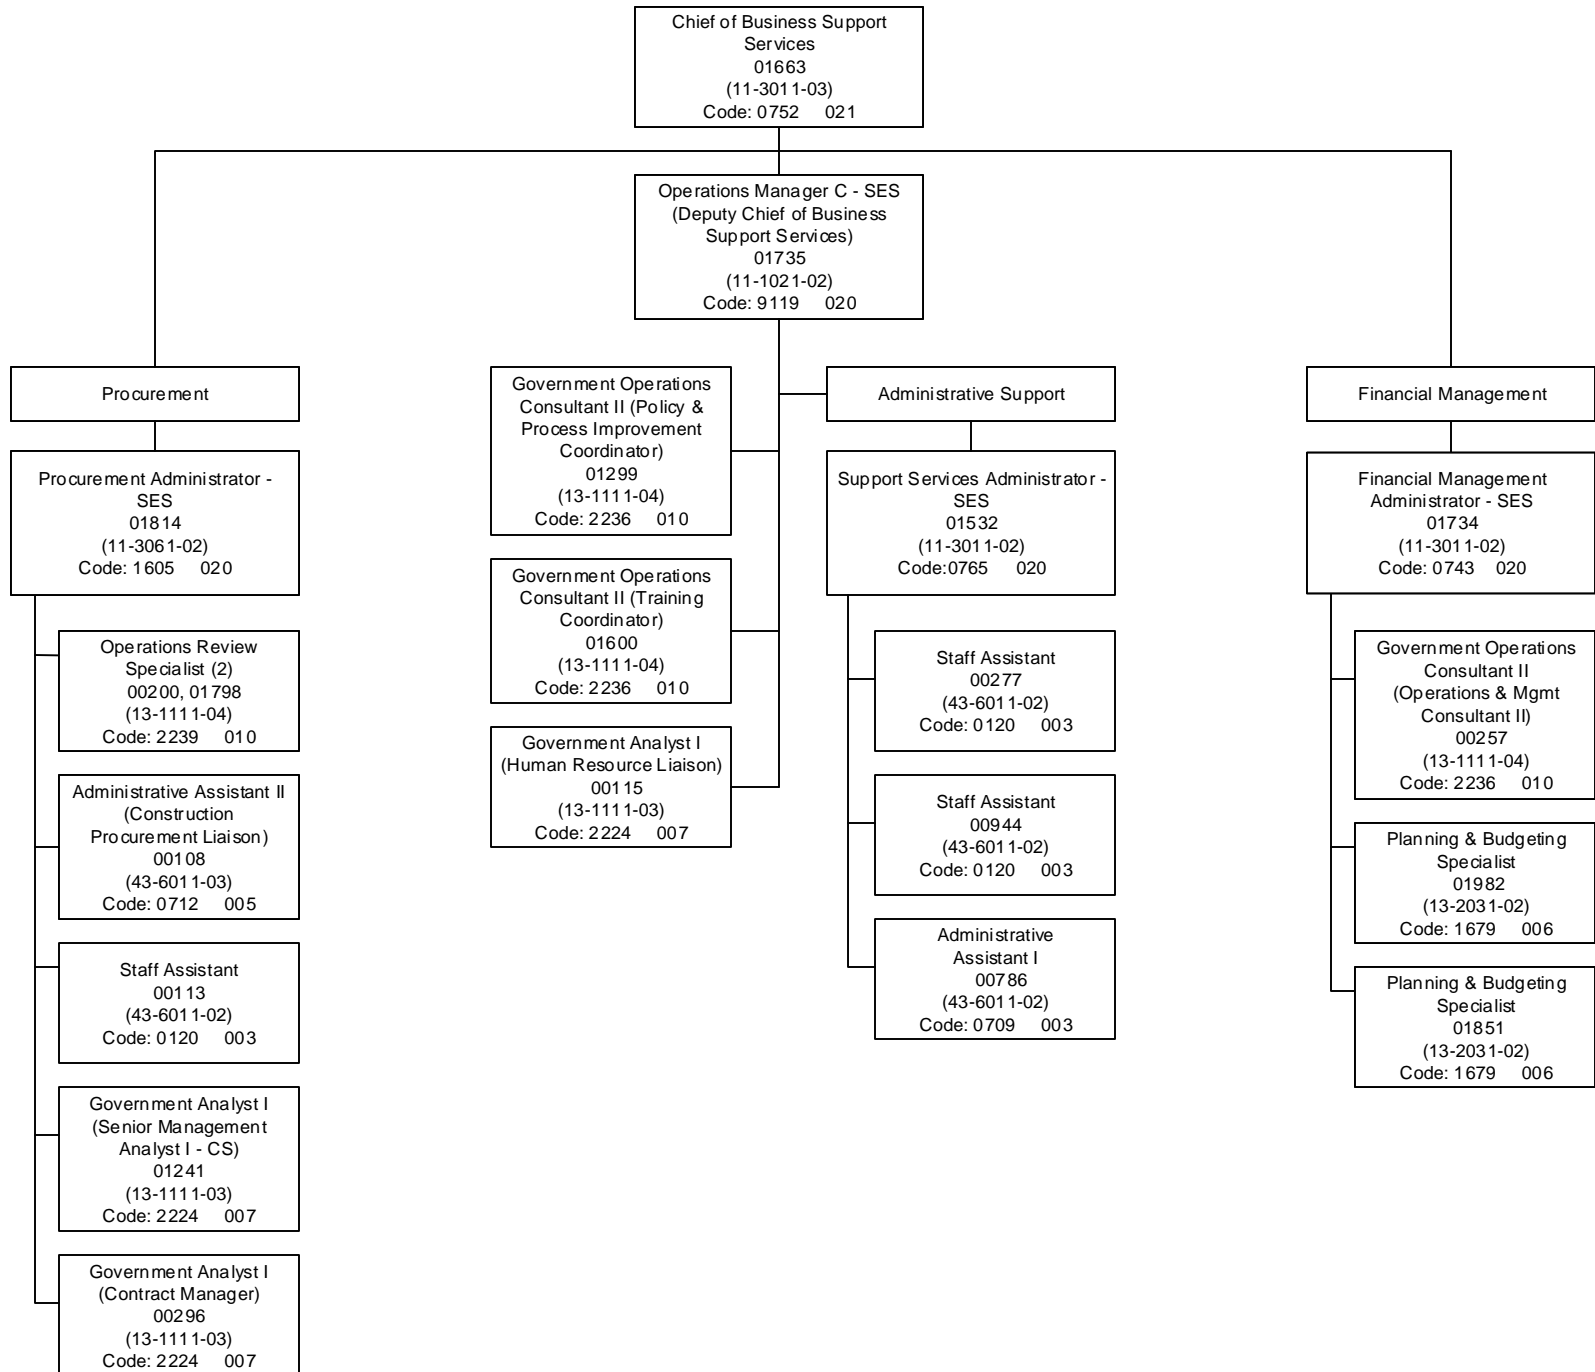 Chief of Business Support
Services
01663
(11-3011-03)
Code: 0752 021
Operations Manager C - SES
(Deputy Chief of Business
Support Services)
01735
(11-1021-02)
Code: 9119 020
Procurement
Procurement Administrator -
SES
01814
(11-3061-02)
Code: 1605 020
Operations Review
Specialist (2)
00200, 01798
(13-1111-04)
Code: 2239 010
Administrative Assistant II
(Construction
Procurement Liaison)
00108
(43-6011-03)
Code: 0712 005
Staff Assistant
00113
(43-6011-02)
Code: 0120 003
Government Analyst I
(Senior Management
Analyst I - CS)
01241
(13-1111-03)
Code: 2224 007
Government Analyst I
(Contract Manager)
00296
(13-1111-03)
Code: 2224 007
Government Operations
Consultant II (Policy &
Process Improvement
Coordinator)
01299
(13-1111-04)
Code: 2236 010
Government Operations
Consultant II (Training
Coordinator)
01600
(13-1111-04)
Code: 2236 010
Government Analyst I
(Human Resource Liaison)
00115
(13-1111-03)
Code: 2224 007
Administrative Support
Support Services Administrator -
SES
01532
(11-3011-02)
Code:0765 020
Staff Assistant
00277
(43-6011-02)
Code: 0120 003
Staff Assistant
00944
(43-6011-02)
Code: 0120 003
Administrative
Assistant I
00786
(43-6011-02)
Code: 0709 003
Financial Management
Financial Management
Administrator - SES
01734
(11-3011-02)
Code: 0743 020
Government Operations
Consultant II
(Operations & Mgmt
Consultant II)
00257
(13-1111-04)
Code: 2236 010
Planning & Budgeting
Specialist
01982
(13-2031-02)
Code: 1679 006
Planning & Budgeting
Specialist
01851
(13-2031-02)
Code: 1679 006